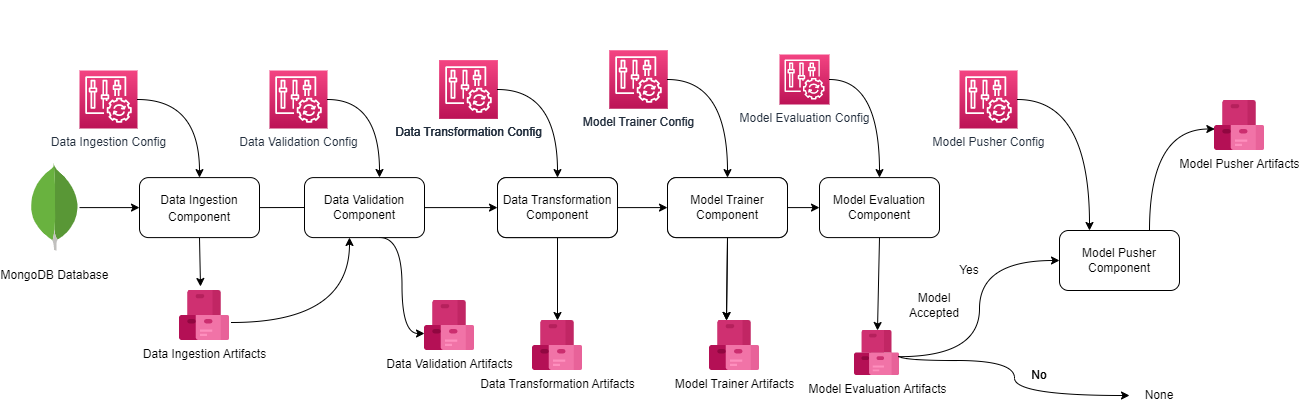 Data Ingestion Config
Data Validation Config
Data Transformation Config
Model Trainer Config
Model Evaluation Config
Model Pusher Config
Model Pusher Artifacts
MongoDB Database
Data Ingestion
Component
Data Validation
Component
Data Transformation
Component
Model Trainer
Component
Model Evaluation
Component
Model Pusher
Component
Yes
Model
Accepted
No
None
Data Ingestion Artifacts
Data Validation Artifacts
Data Transformation Artifacts
Model Trainer Artifacts
Model Evaluation Artifacts